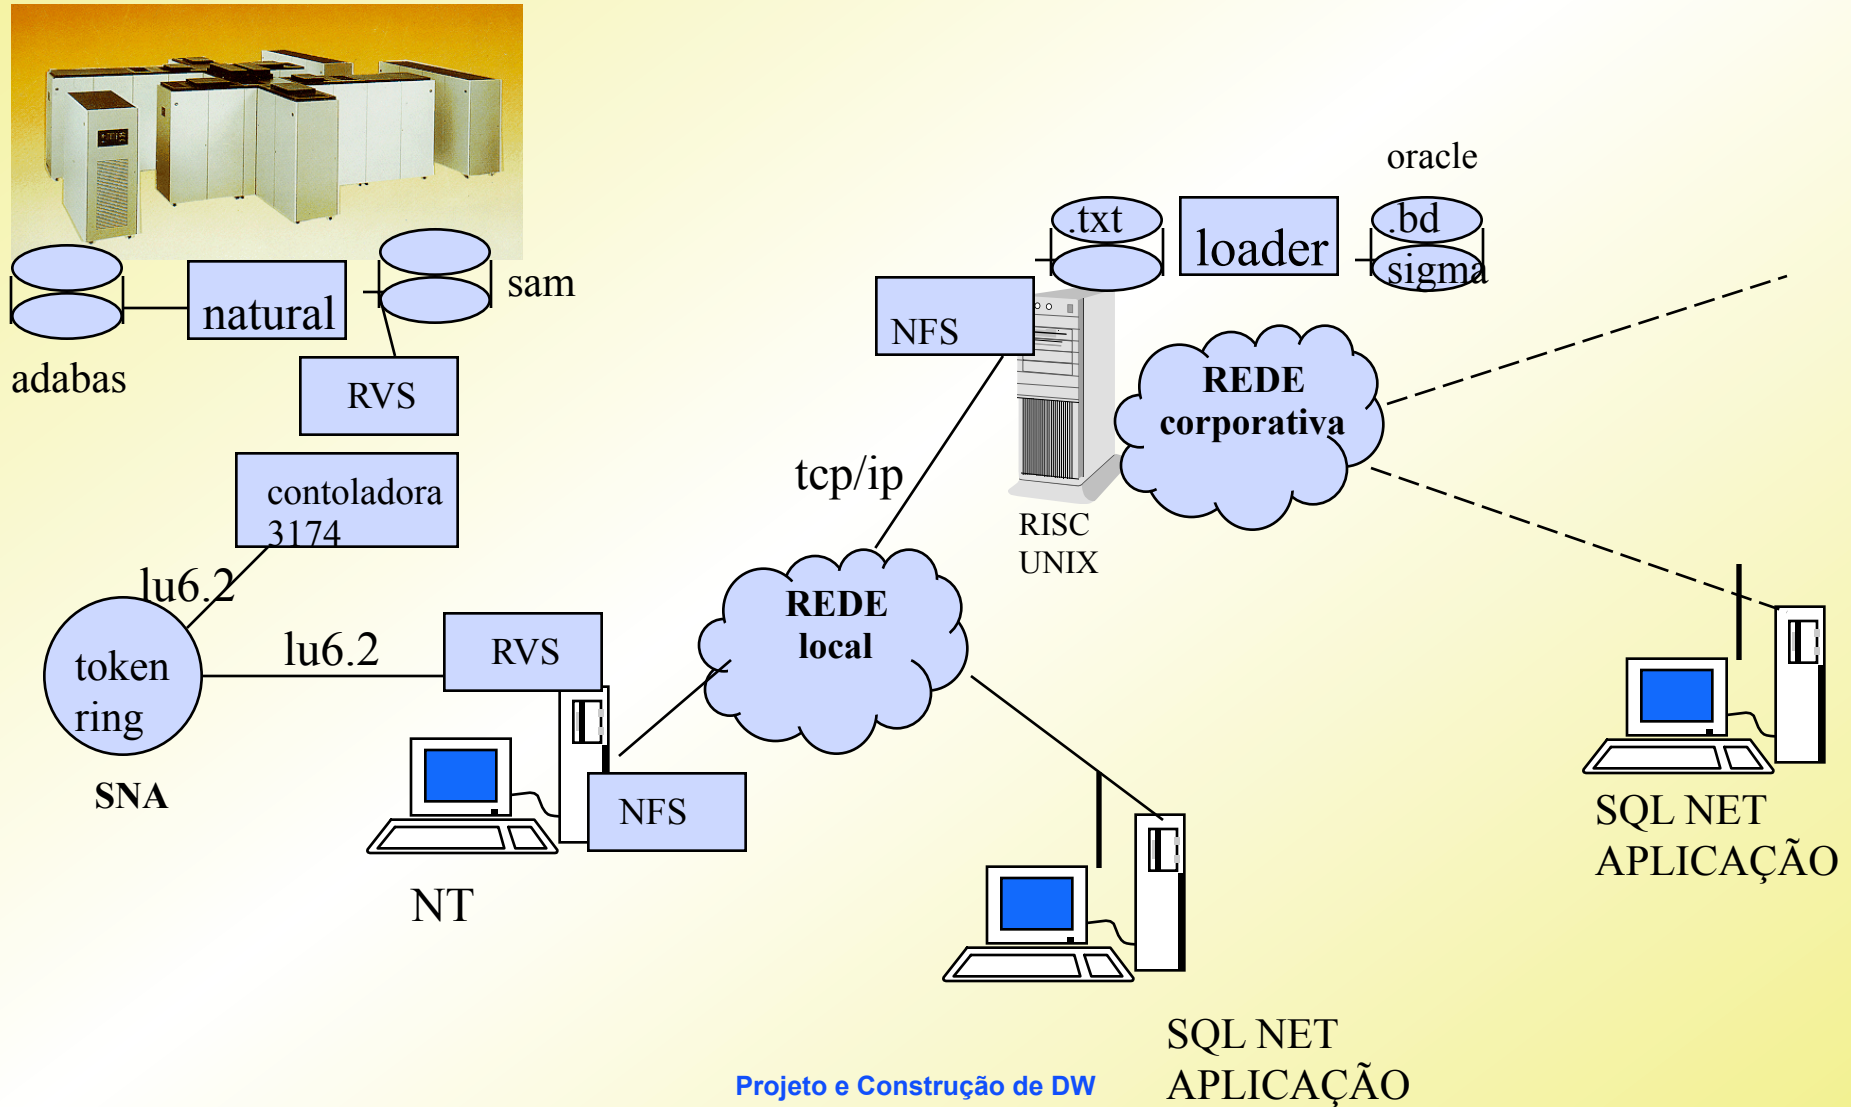 oracle
.txt
loader
.bd
sigma
sam
natural
NFS
adabas
RVS
REDE
corporativa
tcp/ip
contoladora
3174
RISC
UNIX
lu6.2
REDE
local
lu6.2
RVS
token
ring
SNA
NFS
NT
SQL NET
APLICAÇÃO
SQL NET
APLICAÇÃO
Projeto e Construção de DW